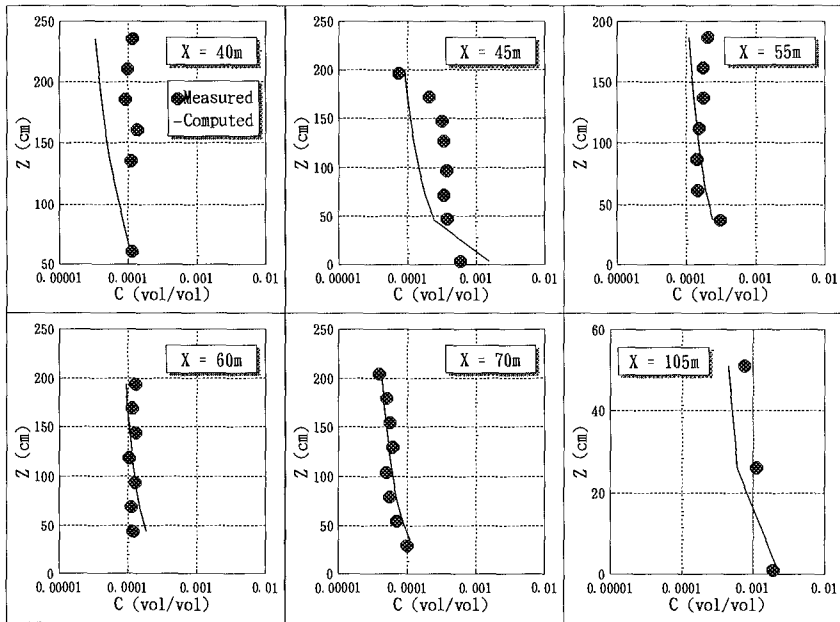 250
200
150
100
50
Z (cm)
X = 40m
Measured
Computed
0.00001
0.0001
0.001
0.01
C (vol/vol)
250
200
150
100
50
0
Z (cm)
X = 45m
0.00001
0.0001
0.001
0.01
C (vol/vol)
200
150
100
50
0
Z (cm)
X = 55m
0.00001
0.0001
0.001
0.01
C (vol/vol)
250
200
150
100
50
0
Z (cm)
X = 60m
0.00001
0.0001
0.001
0.01
C (vol/vol)
250
200
150
100
50
0
Z (cm)
X = 70m
0.00001
0.0001
0.001
0.01
C (vol/vol)
60
40
20
0
Z (cm)
X = 105m
0.00001
0.0001
0.001
0.01
C (vol/vol)